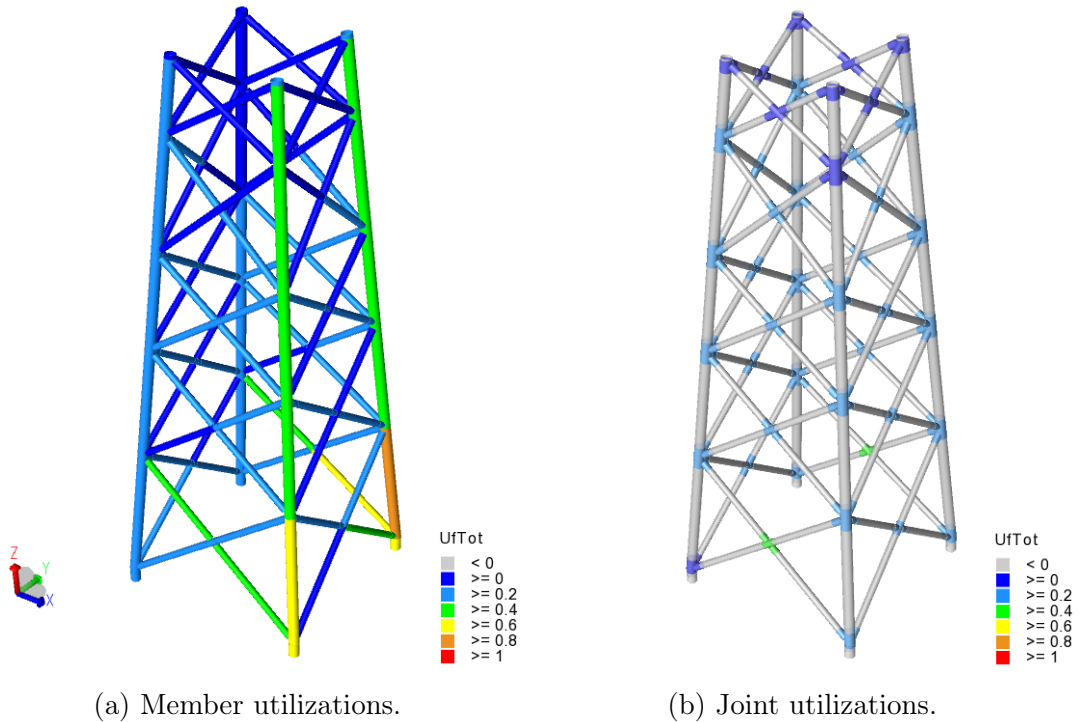 Z
Y
X
UfTot
< 0
>= 0
>= 0.2
>= 0.4
>= 0.6
>= 0.8
>= 1
UfTot
< 0
>= 0
>= 0.2
>= 0.4
>= 0.6
>= 0.8
>= 1
(a) Member utilizations.
(b) Joint utilizations.